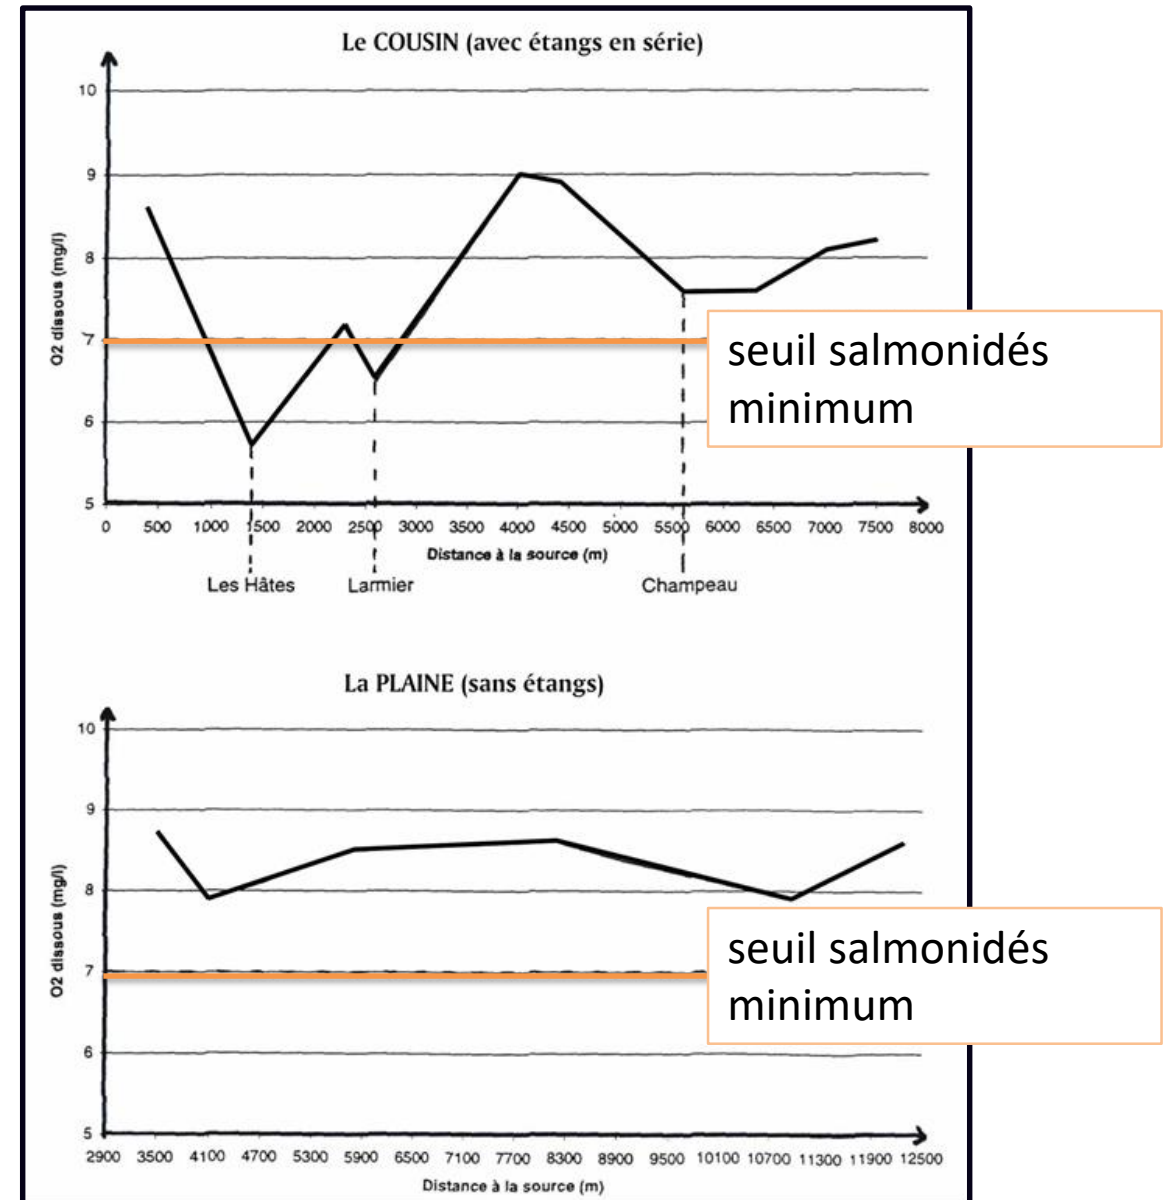 Le COUSIN (avec étangs en série)
10
9
8
7
6
5
O2 dissous (mg/l)
seuil salmonidés
minimum
0 500 1000 1500 2000 2500 3000 3500 4000 4500 5000 5500 6000 6500 7000 7500 8000
Distance à la source (m)
Les Hâtes Larmier Champeau
La PLAINE (sans étangs)
10
9
8
7
6
5
O2 dissous (mg/l)
seuil salmonidés
minimum
2900 3500 4100 4700 5300 5900 6500 7100 7700 8300 8900 9500 10100 10700 11300 11900 12500
Distance à la source (m)